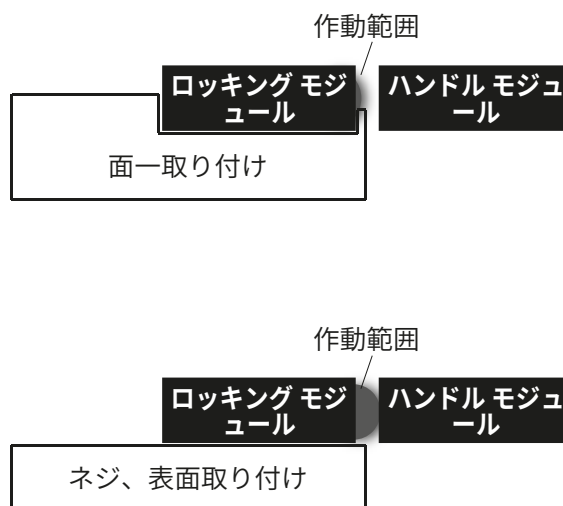 作動範囲
ロッキング モジ
ュール
ハンドル モジュ
ール
面一取り付け
作動範囲
ロッキング モジ
ュール
ハンドル モジュ
ール
ネジ、表面取り付け